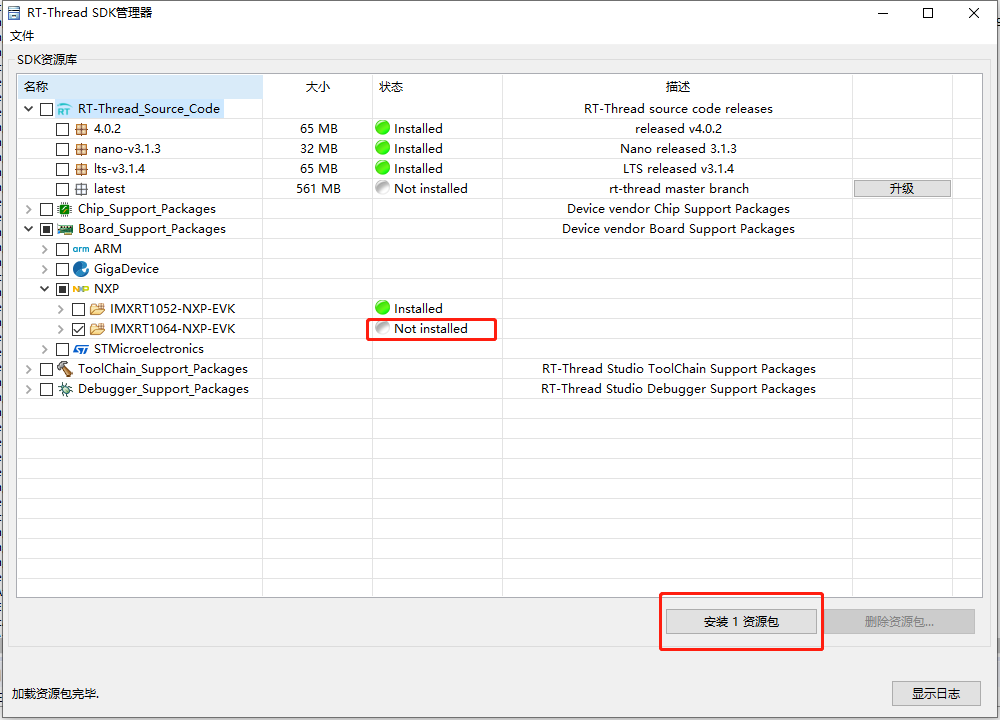 RT-Thread SDK管理器
文件
SDK资源库
名称 大小 状态 描述
RT RT-Thread_Source_Code RT-Thread source code releases
4.0.2 65 MB Installed released v4.0.2
nano-v3.1.3 32 MB Installed Nano released 3.1.3
lts-v3.1.4 65 MB Installed LTS released v3.1.4
latest 561 MB Not installed rt-thread master branch 升级
Chip_Support_Packages Device vendor Chip Support Packages
Board_Support_Packages Device vendor Board Support Packages
arm ARM
GigaDevice
NXP NXP
IMXRT1052-NXP-EVK Installed
IMXRT1064-NXP-EVK Not installed
ST STMicroelectronics
ToolChain_Support_Packages RT-Thread Studio ToolChain Support Packages
Debugger_Support_Packages RT-Thread Studio Debugger Support Packages
安装 1 资源包 删除资源包...
加载资源包完毕. 显示日志